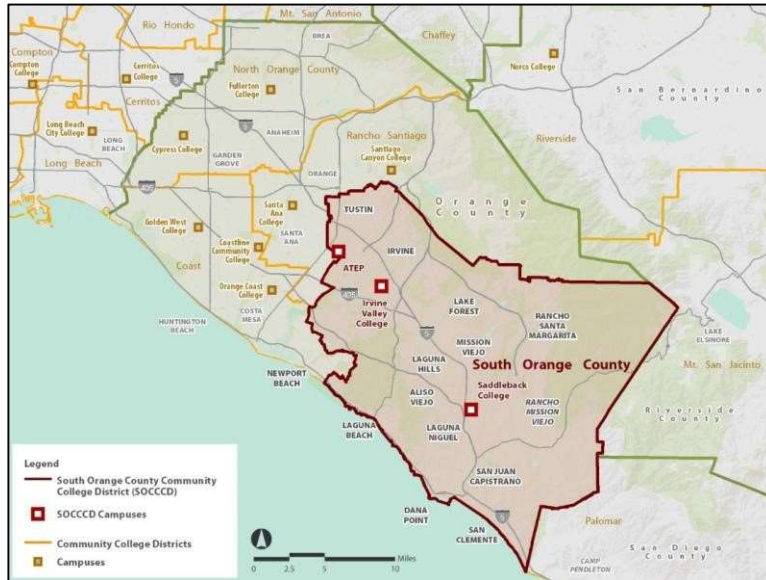 Mt. San Antonio
Rio Hondo
BREA
Chaffey
Compton
Compton
College
Cerritos
College
Cerritos
North Orange
County
Fullerton
College
Norco College
San Bernardino
County
Long Beach
City College
LONG
BEACH
Long Beach
Cypress College
ANAHEIM
GARDEN
GROVE
ORANGE
Rancho Santiago
Santiago
Canyon College
Riverside
5
5
405
Golden West
College
Santa
Ana
College
SANTA
ANA
Coastline
Community
College
Coast
Orange Coast
College
COSTA
MESA
HUNTINGTON
BEACH
NEWPORT
BEACH
Orange
County
TUSTIN
ATEP
IRVINE
405
Irvine
Valley
College
5
LAKE
FOREST
RANCHO
SANTA
MARGARITA
MISSION
VIEJO
LAGUNA
HILLS
South Orange County
Saddleback
College
ALISO
VIEJO
RANCHO
MISSION
VIEJO
LAGUNA
BEACH
LAGUNA
NIGUEL
SAN JUAN
CAPISTRANO
DANA
POINT
SAN
CLEMENTE
5
LAKE
ELSINORE
Mt. San Jacinto
Riverside
County
Palomar
San Diego
County
CAMP
PENDLETON
Legend
South Orange County Community
College District (SOCCCD)
SOCCCD Campuses
Community College Districts
Campuses
Miles
0 2.5 5 10